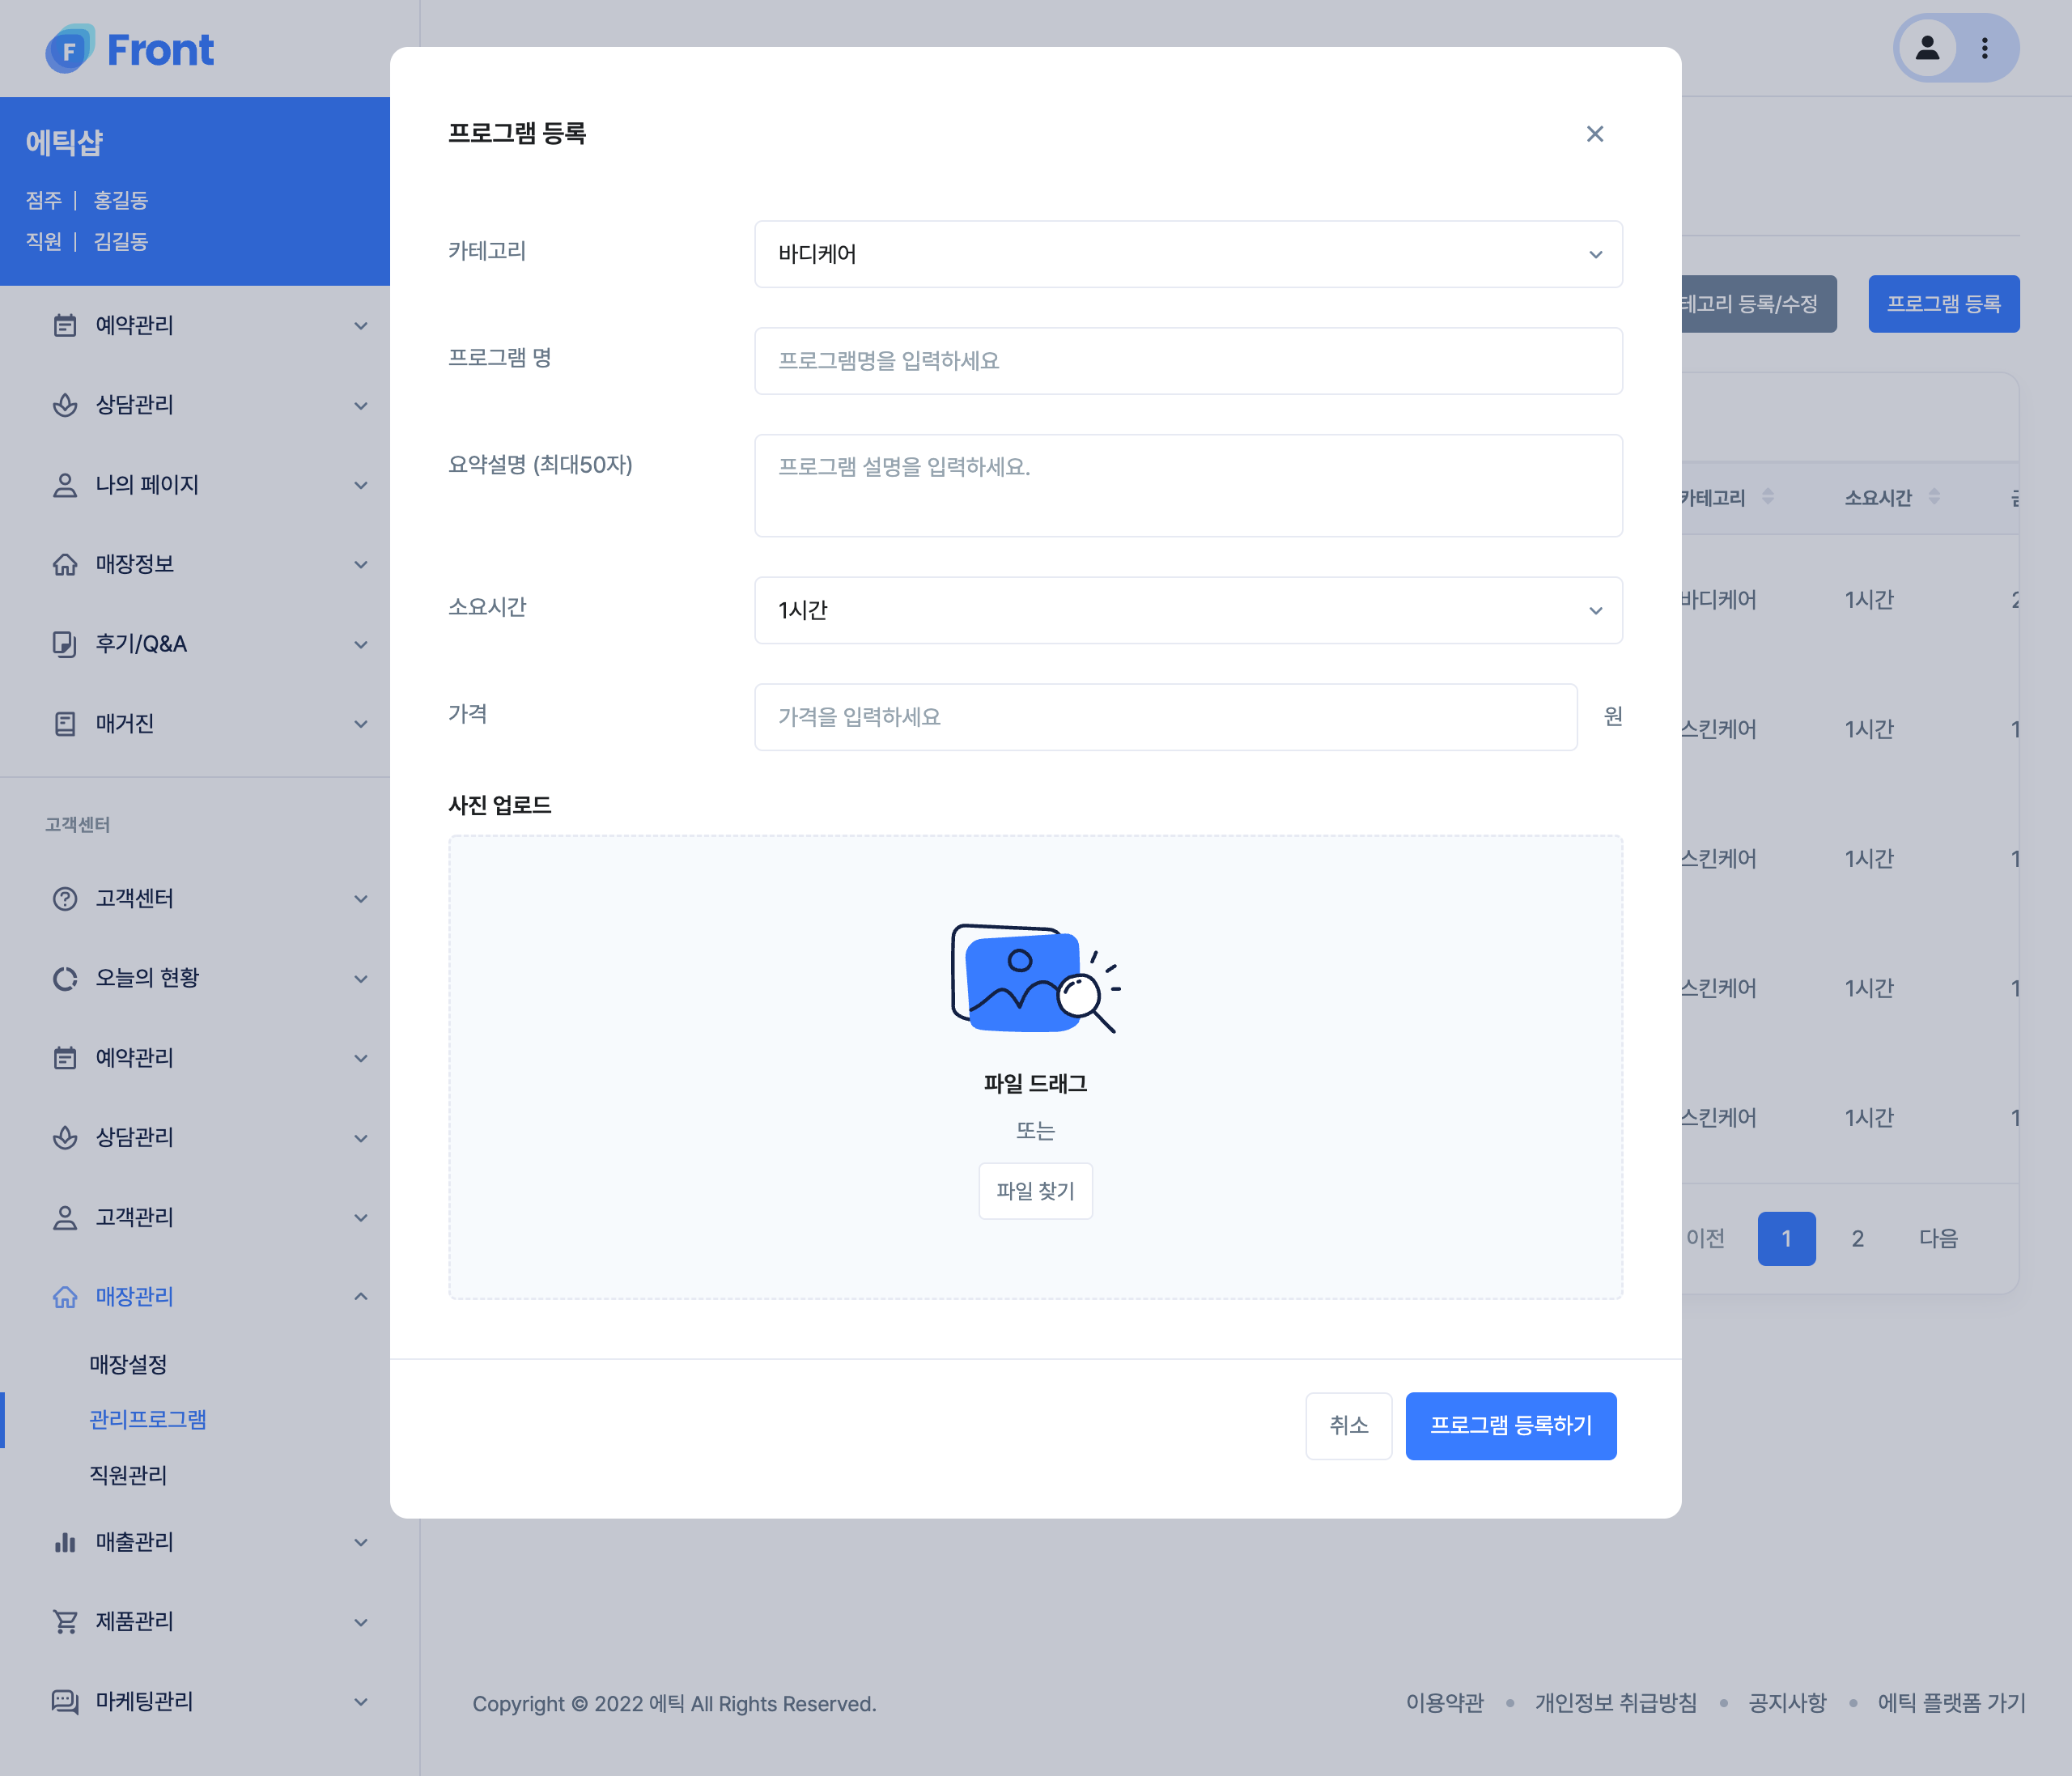 F Front
에틱샵
점주 | 홍길동
직원 | 김길동
예약관리
상담관리
나의 페이지
매장정보
후기/Q&A
매거진
고객센터
고객센터
오늘의 현황
예약관리
상담관리
고객관리
매장관리
매장설정
관리프로그램
직원관리
매출관리
제품관리
마케팅관리
프로그램 등록
카테고리
바디케어
프로그램 명
프로그램명을 입력하세요
요약설명 (최대50자)
프로그램 설명을 입력하세요.
소요시간
1시간
가격
가격을 입력하세요
원
사진 업로드
파일 드래그
또는
파일 찾기
취소
프로그램 등록하기
테고리 등록/수정
프로그램 등록
카테고리 소요시간
바디케어 1시간 2
스킨케어 1시간 1
스킨케어 1시간 1
스킨케어 1시간 1
스킨케어 1시간 1
이전 1 2 다음
Copyright © 2022 에틱 All Rights Reserved.
이용약관 • 개인정보 취급방침 • 공지사항 • 에틱 플랫폼 가기